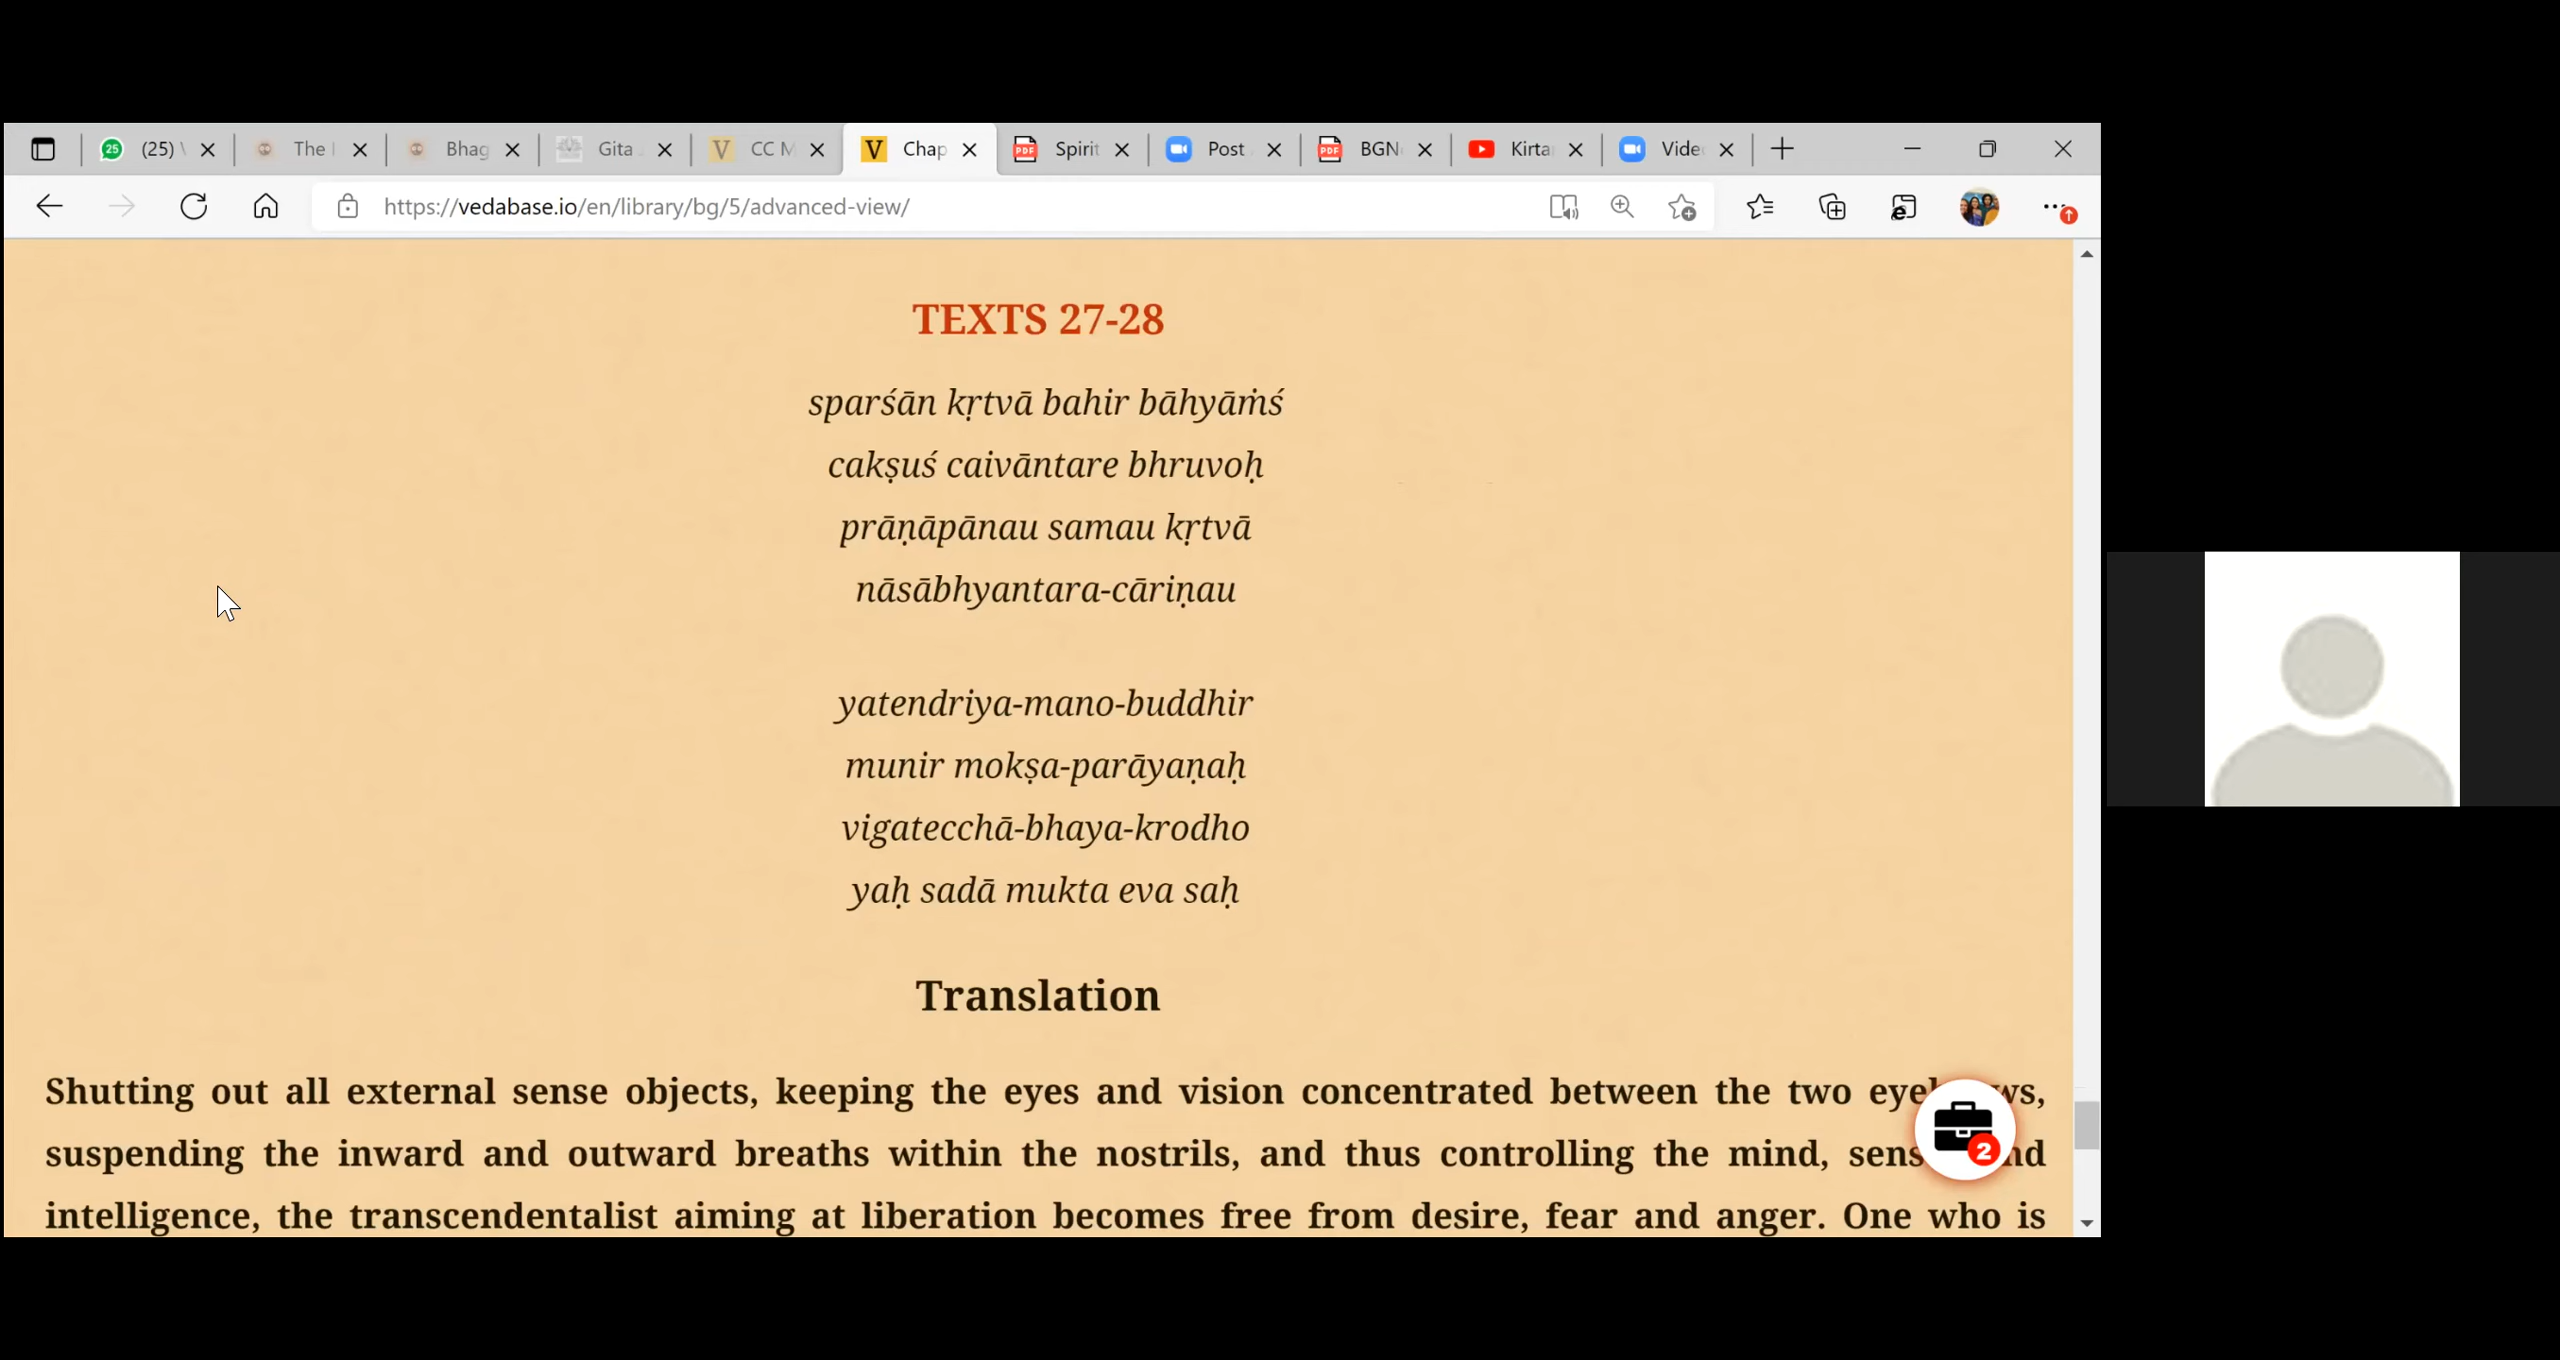 25 (25) The Bhag Gita CC M Chap Spirit Post BGN Kirta Vide
https://vedabase.io/en/library/bg/5/advanced-view/
TEXTS 27-28
sparśān kṛtvā bahir bāhyāṁś
cakṣuś caivāntare bhruvoḥ
prāṇāpānau samau kṛtvā
nāsābhyantara-cāriṇau
yatendriya-mano-buddhir
munir mokṣa-parāyaṇaḥ
vigatecchā-bhaya-krodho
yaḥ sadā mukta eva saḥ
Translation
Shutting out all external sense objects, keeping the eyes and vision concentrated between the two
suspending the inward and outward breaths within the nostrils, and thus controlling the mind,
intelligence, the transcendentalist aiming at liberation becomes free from desire, fear and anger. One who is
2